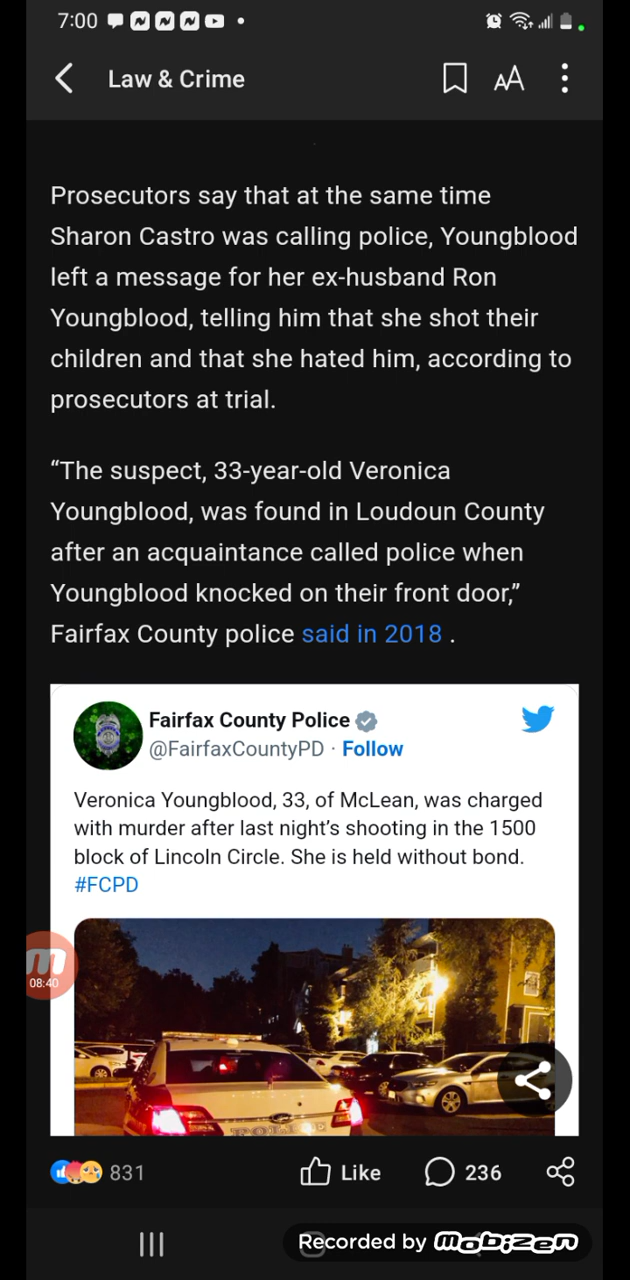 7:00
Law & Crime
AA
Prosecutors say that at the same time
Sharon Castro was calling police, Youngblood
left a message for her ex-husband Ron
Youngblood, telling him that she shot their
children and that she hated him, according to
prosecutors at trial.
“The suspect, 33-year-old Veronica
Youngblood, was found in Loudoun County
after an acquaintance called police when
Youngblood knocked on their front door,”
Fairfax County police said in 2018 .
Fairfax County Police
@FairfaxCountyPD · Follow
Veronica Youngblood, 33, of McLean, was charged
with murder after last night’s shooting in the 1500
block of Lincoln Circle. She is held without bond.
#FCPD
08:40
POLICE
831
Like
236
Recorded by mobizen